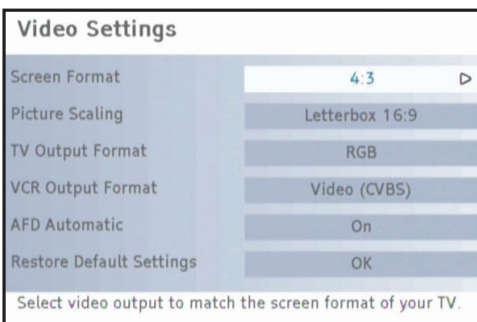 Video Settings
Screen Format 4:3
Picture Scaling Letterbox 16:9
TV Output Format RGB
VCR Output Format Video (CVBS)
AFD Automatic On
Restore Default Settings OK
Select video output to match the screen format of your TV.